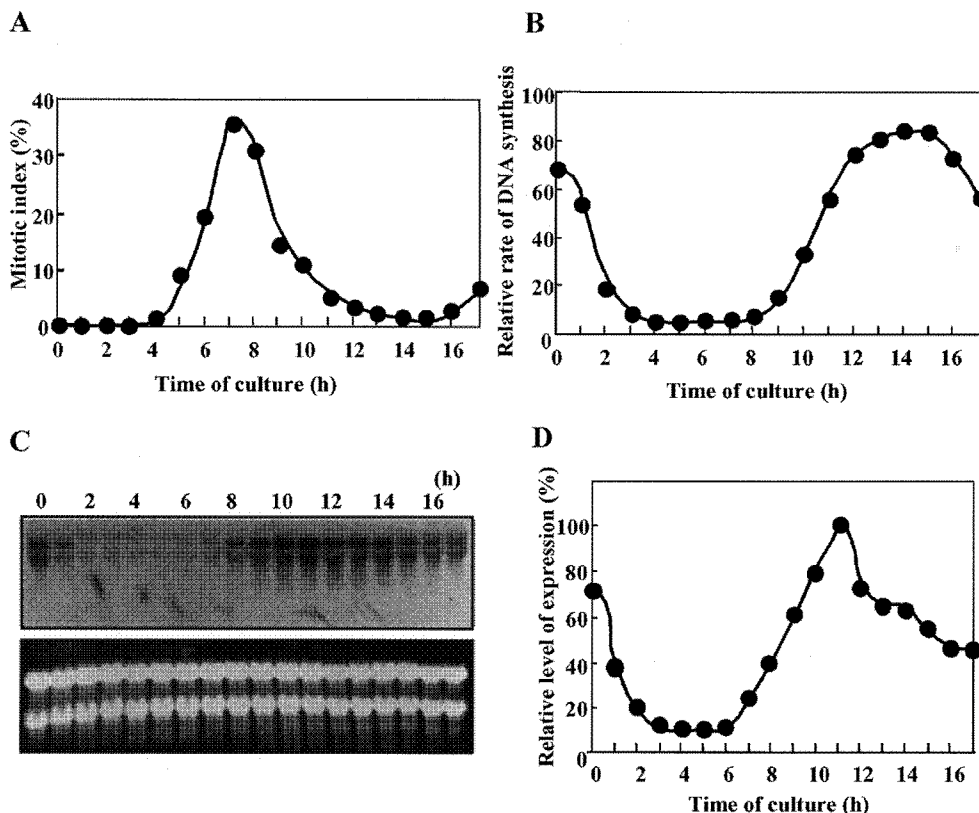 A
Mitotic index (%)
40
30
20
10
0
0 2 4 6 8 10 12 14 16
Time of culture (h)
B
Relative rate of DNA synthesis
100
80
60
40
20
0
0 2 4 6 8 10 12 14 16
Time of culture (h)
C
(h)
0 2 4 6 8 10 12 14 16
D
Relative level of expression (%)
100
80
60
40
20
0
0 2 4 6 8 10 12 14 16
Time of culture (h)